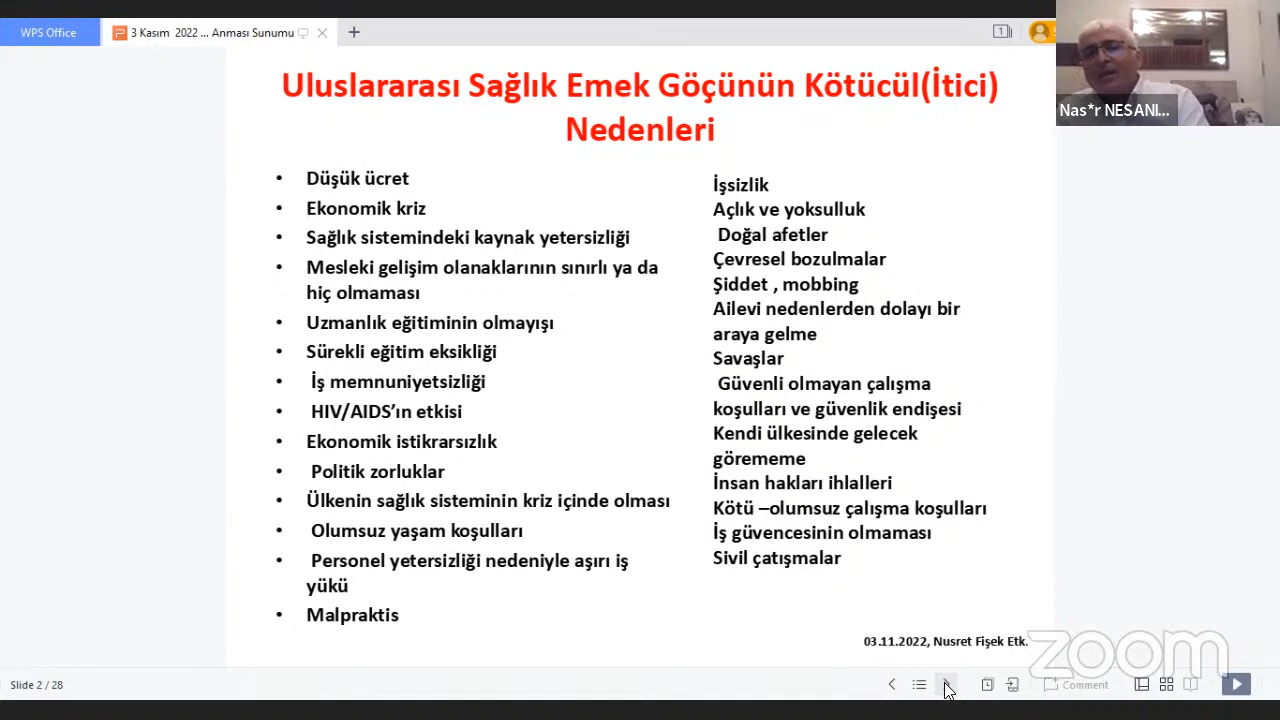 WPS Office
3 Kasım 2022 ... Anması Sunumu
1
Nas*r NESANI...
Uluslararası Sağlık Emek Göçünün Kötücül(İtici)
Nedenleri
• Düşük ücret
• Ekonomik kriz
• Sağlık sistemindeki kaynak yetersizliği
• Mesleki gelişim olanaklarının sınırlı ya da
hiç olmaması
• Uzmanlık eğitiminin olmayışı
• Sürekli eğitim eksikliği
• İş memnuniyetsizliği
• HIV/AIDS’ın etkisi
• Ekonomik istikrarsızlık
• Politik zorluklar
• Ülkenin sağlık sisteminin kriz içinde olması
• Olumsuz yaşam koşulları
• Personel yetersizliği nedeniyle aşırı iş
yükü
• Malpraktis
İşsizlik
Açlık ve yoksulluk
Doğal afetler
Çevresel bozulmalar
Şiddet , mobbing
Ailevi nedenlerden dolayı bir
araya gelme
Savaşlar
Güvenli olmayan çalışma
koşulları ve güvenlik endişesi
Kendi ülkesinde gelecek
görememe
İnsan hakları ihlalleri
Kötü –olumsuz çalışma koşulları
İş güvencesinin olmaması
Sivil çatışmalar
03.11.2022, Nusret Fişek Etk.
zoom
Slide 2 / 28
Comment